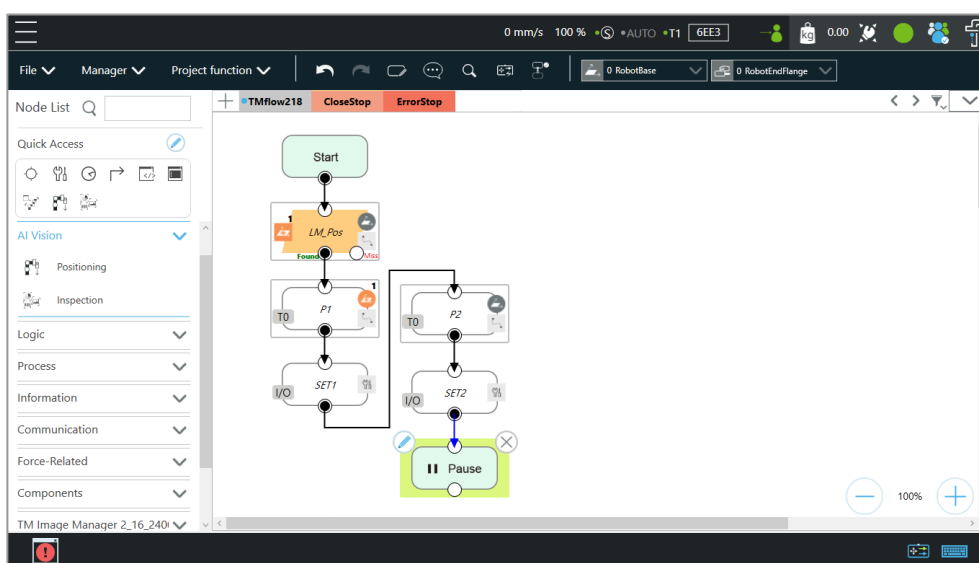 0 mm/s 100 % •Ⓢ •AUTO •T1 6EE3 kg 0.00
File Manager Project function 0 RobotBase 0 RobotEndFlange
Node List
TMflow218 CloseStop ErrorStop
Quick Access
AI Vision
Positioning
Inspection
Logic
Process
Information
Communication
Force-Related
Components
TM Image Manager 2_16_240
Start
1
LM_Pos
Found Miss
1
P1
T0
SET1
I/O
P2
T0
SET2
I/O
Pause
100%